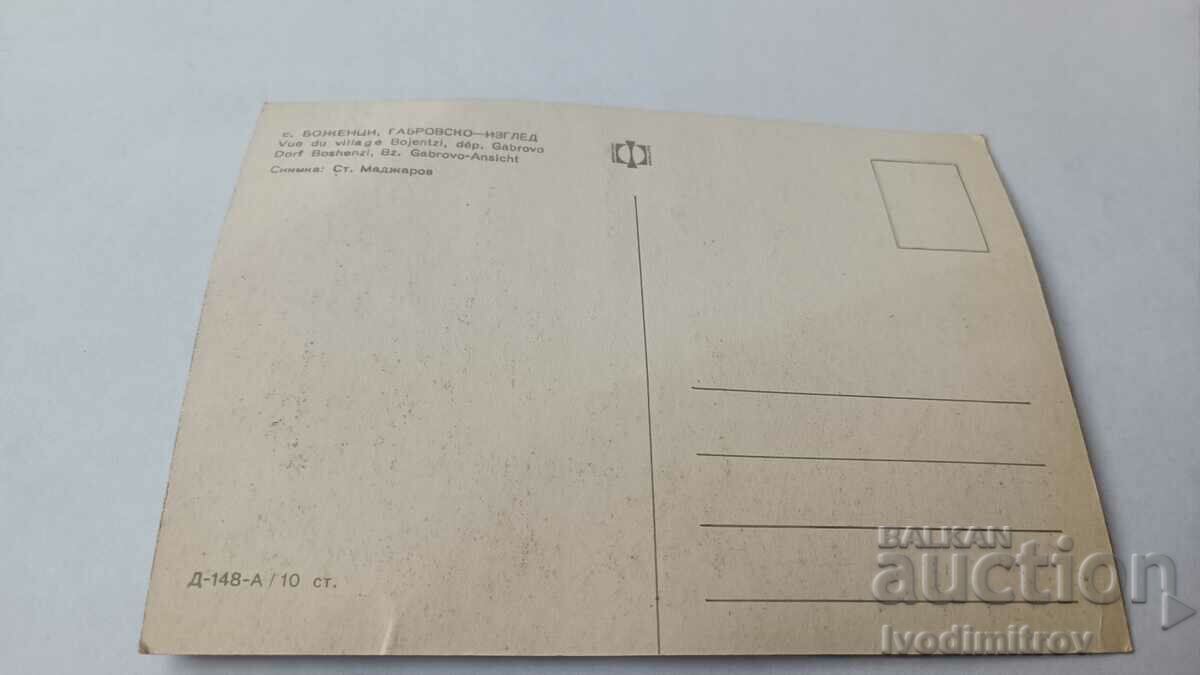 с. БОЖЕНЦИ, ГАБРОВСКО—ИЗГЛЕД
Vue du village Bojentzi, dép. Gabrovo
Dorf Boshenzi, Bz. Gabrovo-Ansicht
Снимка: Ст. Маджаров
Д-148-А / 10 ст.
BALKAN
auction
Ivodimitrov